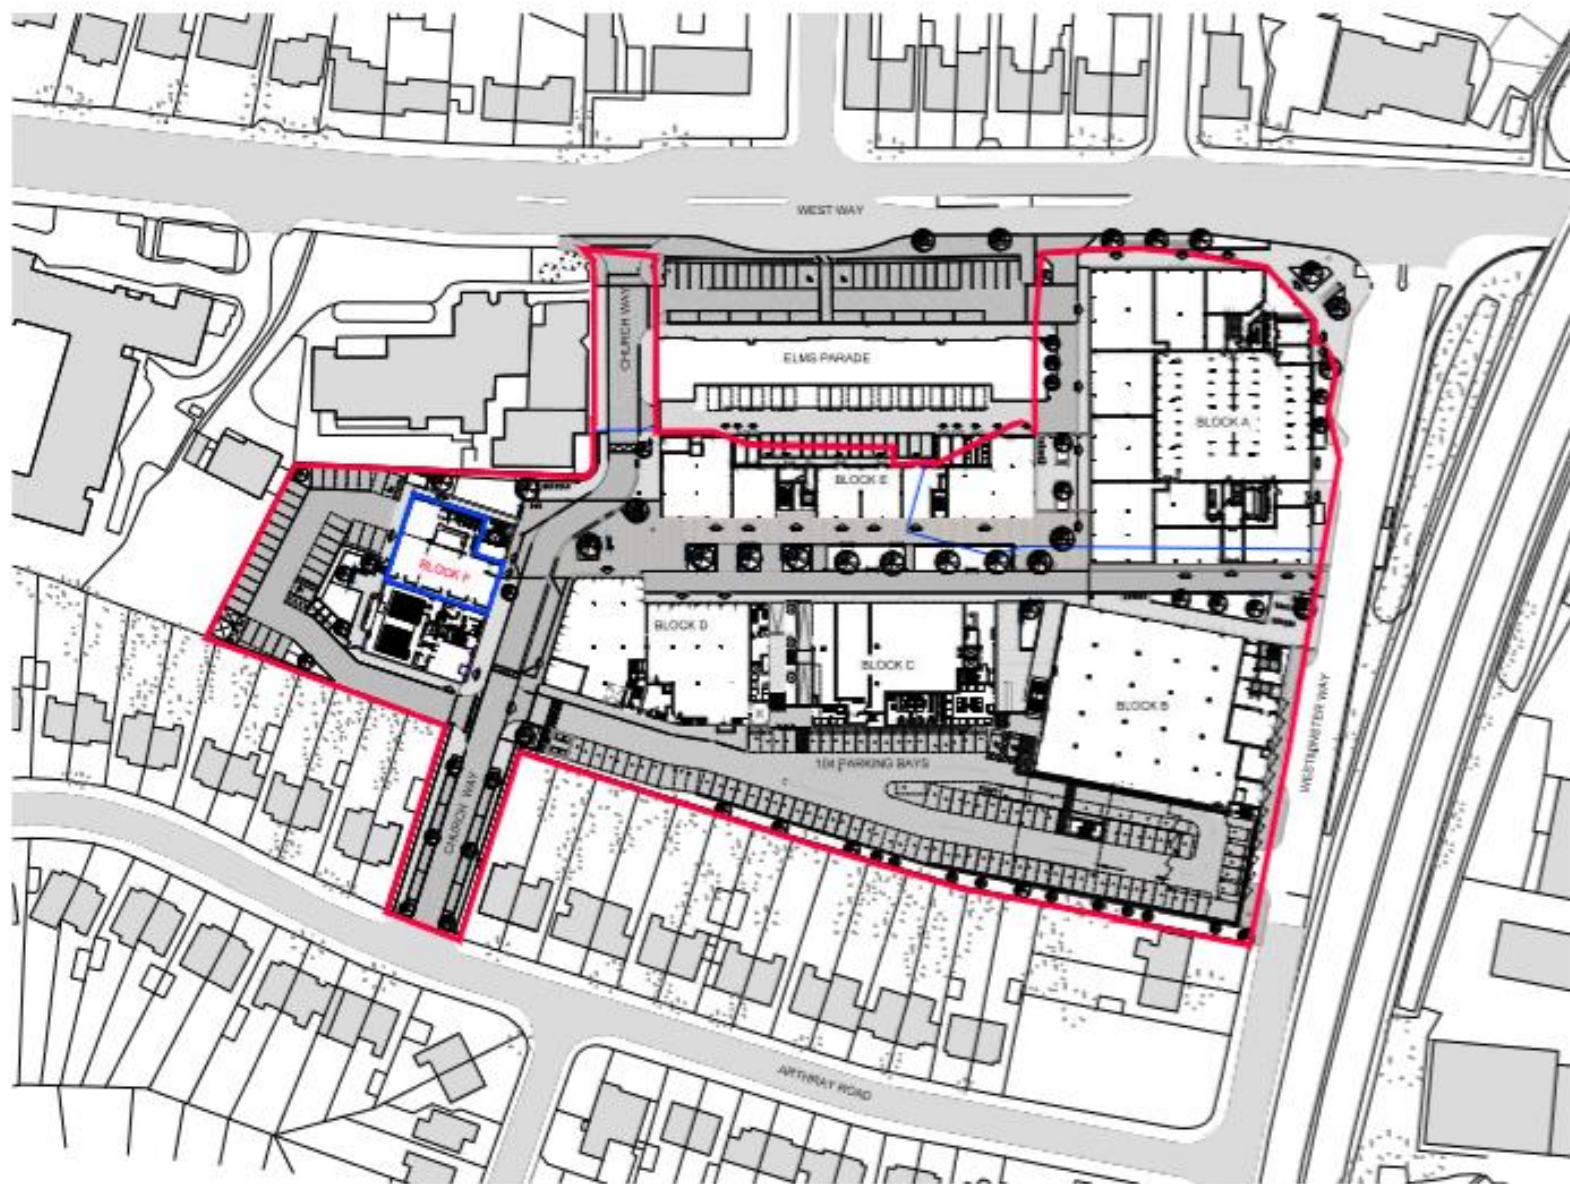 WEST WAY
CHURCH WAY
ELMS PARADE
BLOCK A
BLOCK E
BLOCK F
BLOCK D
BLOCK C
BLOCK B
104 PARKING BAYS
WESTMINSTER WAY
CHURCH WAY
ARTHRAY ROAD